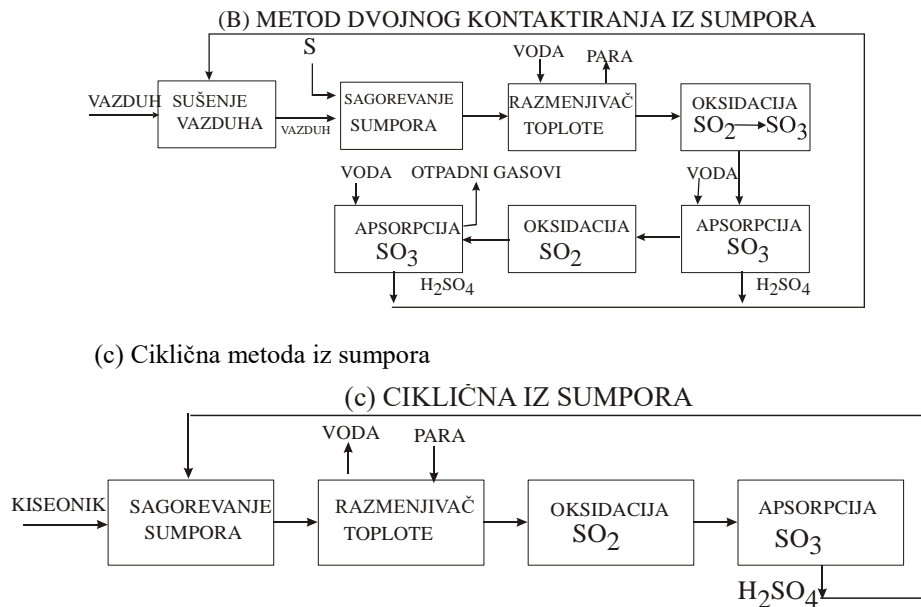 (B) METOD DVOJNOG KONTAKTIRANJA IZ SUMPORA
S
VODA
PARA
VAZDUH
SUŠENJE
VAZDUHA
VAZDUH
SAGOREVANJE
SUMPORA
RAZMENJIVAČ
TOPLOTE
OKSIDACIJA
SO2 SO3
VODA
OTPADNI GASOVI
VODA
APSORPCIJA
SO3
OKSIDACIJA
SO2
APSORPCIJA
SO3
H2SO4
H2SO4
(c) Ciklična metoda iz sumpora
(c) CIKLIČNA IZ SUMPORA
VODA
PARA
KISEONIK
SAGOREVANJE
SUMPORA
RAZMENJIVAČ
TOPLOTE
OKSIDACIJA
SO2
APSORPCIJA
SO3
H2SO4